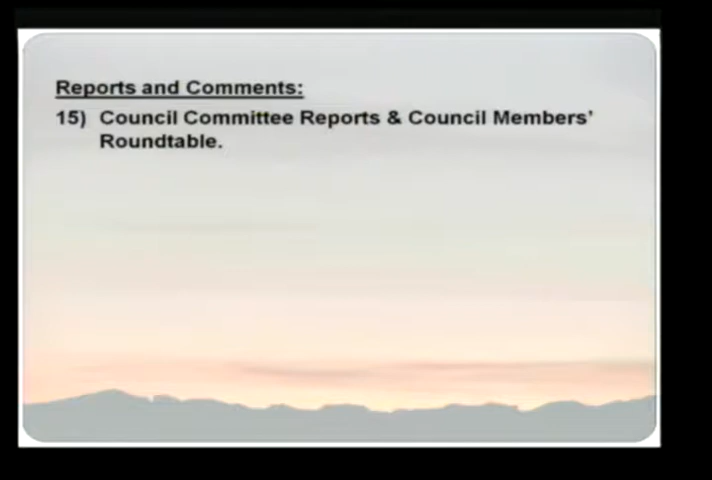 Reports and Comments:
15) Council Committee Reports & Council Members'
Roundtable.